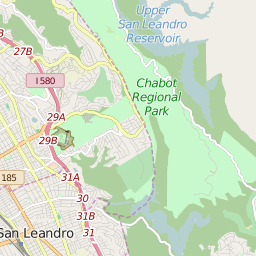 Upper
San Leandro
Reservoir
27B
I 580
Chabot
Regional
Park
29A
29B
185
31A
30
31B
31
San Leandro